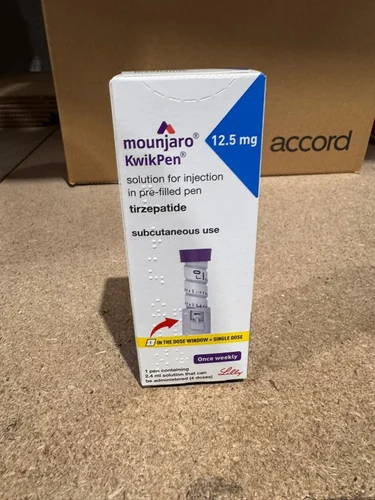 accord
mounjaro®
KwikPen®
12.5 mg
solution for injection
in pre-filled pen
tirzepatide
subcutaneous use
1 IN THE DOSE WINDOW = SINGLE DOSE
Once weekly
1 pen containing
2.4 ml solution that can
be administered (4 doses)
Lilly